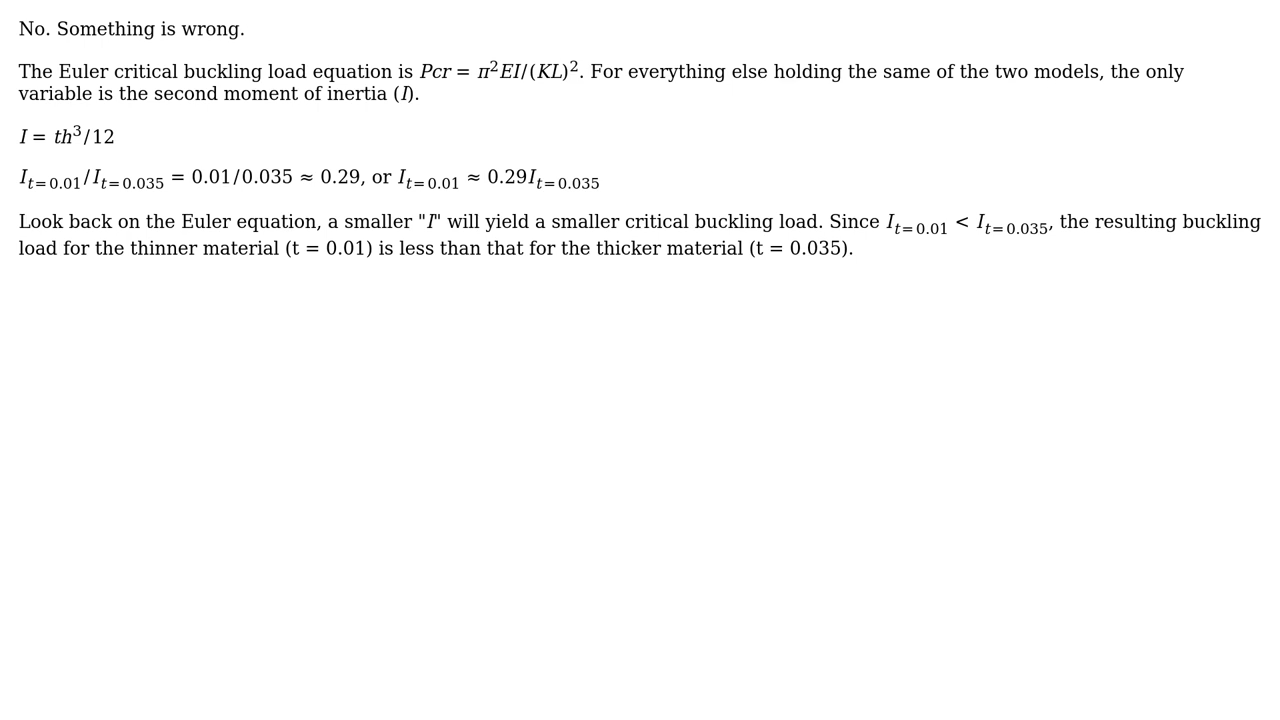 No. Something is wrong.
The Euler critical buckling load equation is Pcr = π²EI/(KL)². For everything else holding the same of the two models, the only
variable is the second moment of inertia (I).
I = th³/12
I_{t=0.01}/I_{t=0.035} = 0.01/0.035 ≈ 0.29, or I_{t=0.01} ≈ 0.29I_{t=0.035}
Look back on the Euler equation, a smaller "I" will yield a smaller critical buckling load. Since I_{t=0.01} < I_{t=0.035}, the resulting buckling
load for the thinner material (t = 0.01) is less than that for the thicker material (t = 0.035).